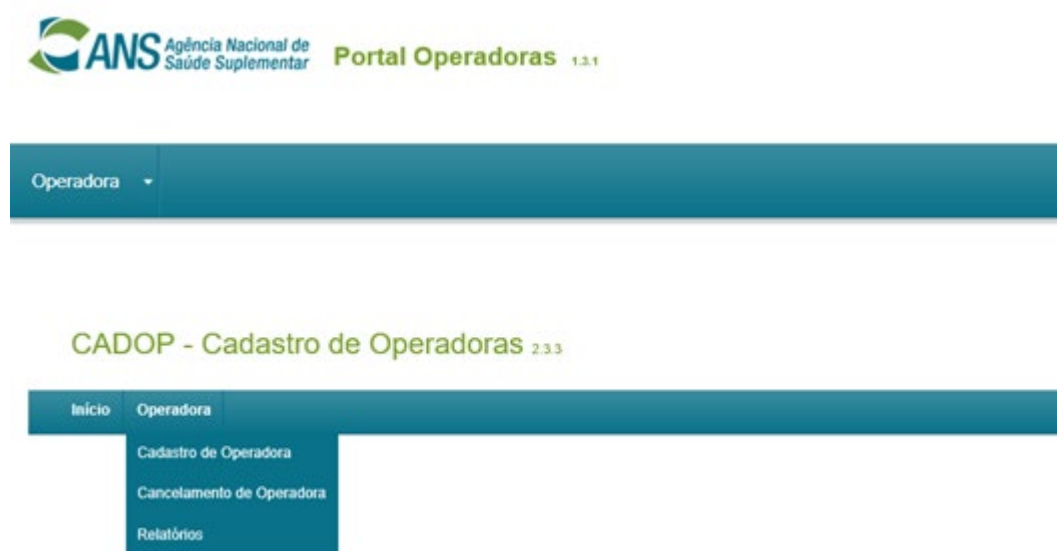 ANS Agência Nacional de
Saúde Suplementar
Portal Operadoras 1.3.1
Operadora
CADOP - Cadastro de Operadoras 2.3.3
Início Operadora
Cadastro de Operadora
Cancelamento de Operadora
Relatórios